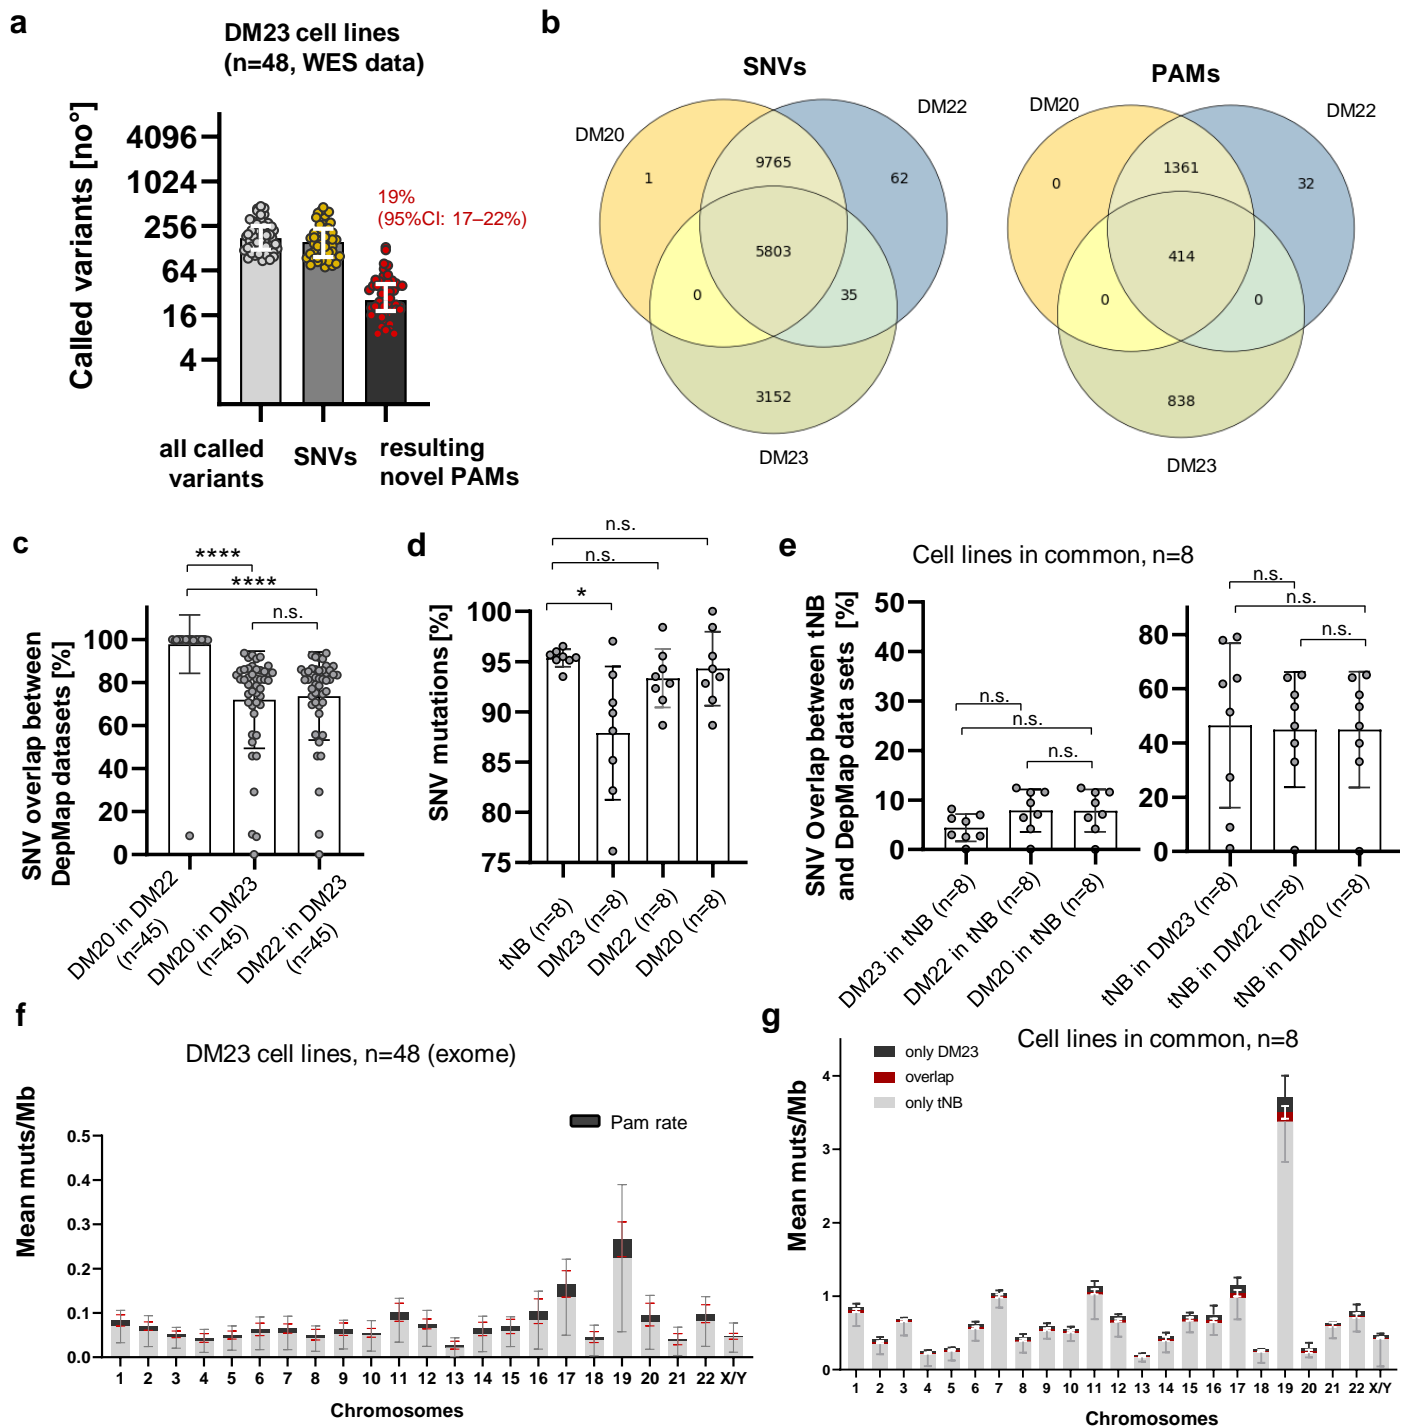 a
DM23 cell lines
(n=48, WES data)
Called variants [no°]
4096
1024
256
64
16
4
19%
(95%CI: 17–22%)
all called
variants
SNVs
resulting
novel PAMs
b
SNVs
DM20
DM22
DM23
1
9765
62
5803
0
35
3152
PAMs
DM20
DM22
DM23
0
1361
32
414
0
0
838
c
SNV overlap between
DepMap datasets [%]
100
80
60
40
20
0
****
****
n.s.
DM20 in DM22
(n=45)
DM20 in DM23
(n=45)
DM22 in DM23
(n=45)
d
SNV mutations [%]
100
95
90
85
80
75
n.s.
n.s.
*
tNB (n=8)
DM23 (n=8)
DM22 (n=8)
DM20 (n=8)
e
Cell lines in common, n=8
SNV Overlap between tNB
and DepMap data sets [%]
50
40
30
20
10
0
n.s.
n.s.
n.s.
DM23 in tNB (n=8)
DM22 in tNB (n=8)
DM20 in tNB (n=8)
80
60
40
20
0
n.s.
n.s.
n.s.
tNB in DM23 (n=8)
tNB in DM22 (n=8)
tNB in DM20 (n=8)
f
DM23 cell lines, n=48 (exome)
Pam rate
Mean muts/Mb
0.5
0.4
0.3
0.2
0.1
0.0
1 2 3 4 5 6 7 8 9 10 11 12 13 14 15 16 17 18 19 20 21 22 X/Y
Chromosomes
g
Cell lines in common, n=8
only DM23
overlap
only tNB
Mean muts/Mb
4
3
2
1
0
1 2 3 4 5 6 7 8 9 10 11 12 13 14 15 16 17 18 19 20 21 22 X/Y
Chromosomes